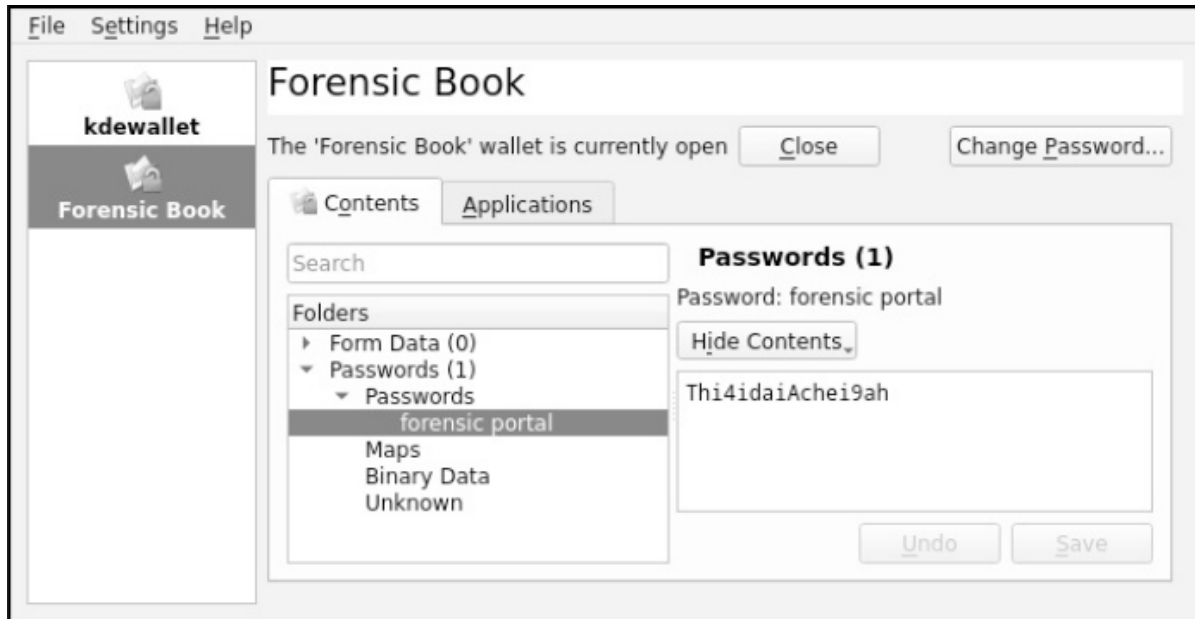 File Settings Help
kdewallet
Forensic Book
Forensic Book
The 'Forensic Book' wallet is currently open Close Change Password...
Contents Applications
Search
Folders
Form Data (0)
Passwords (1)
Passwords
forensic portal
Maps
Binary Data
Unknown
Passwords (1)
Password: forensic portal
Hide Contents
Thi4idaiAchei9ah
Undo Save